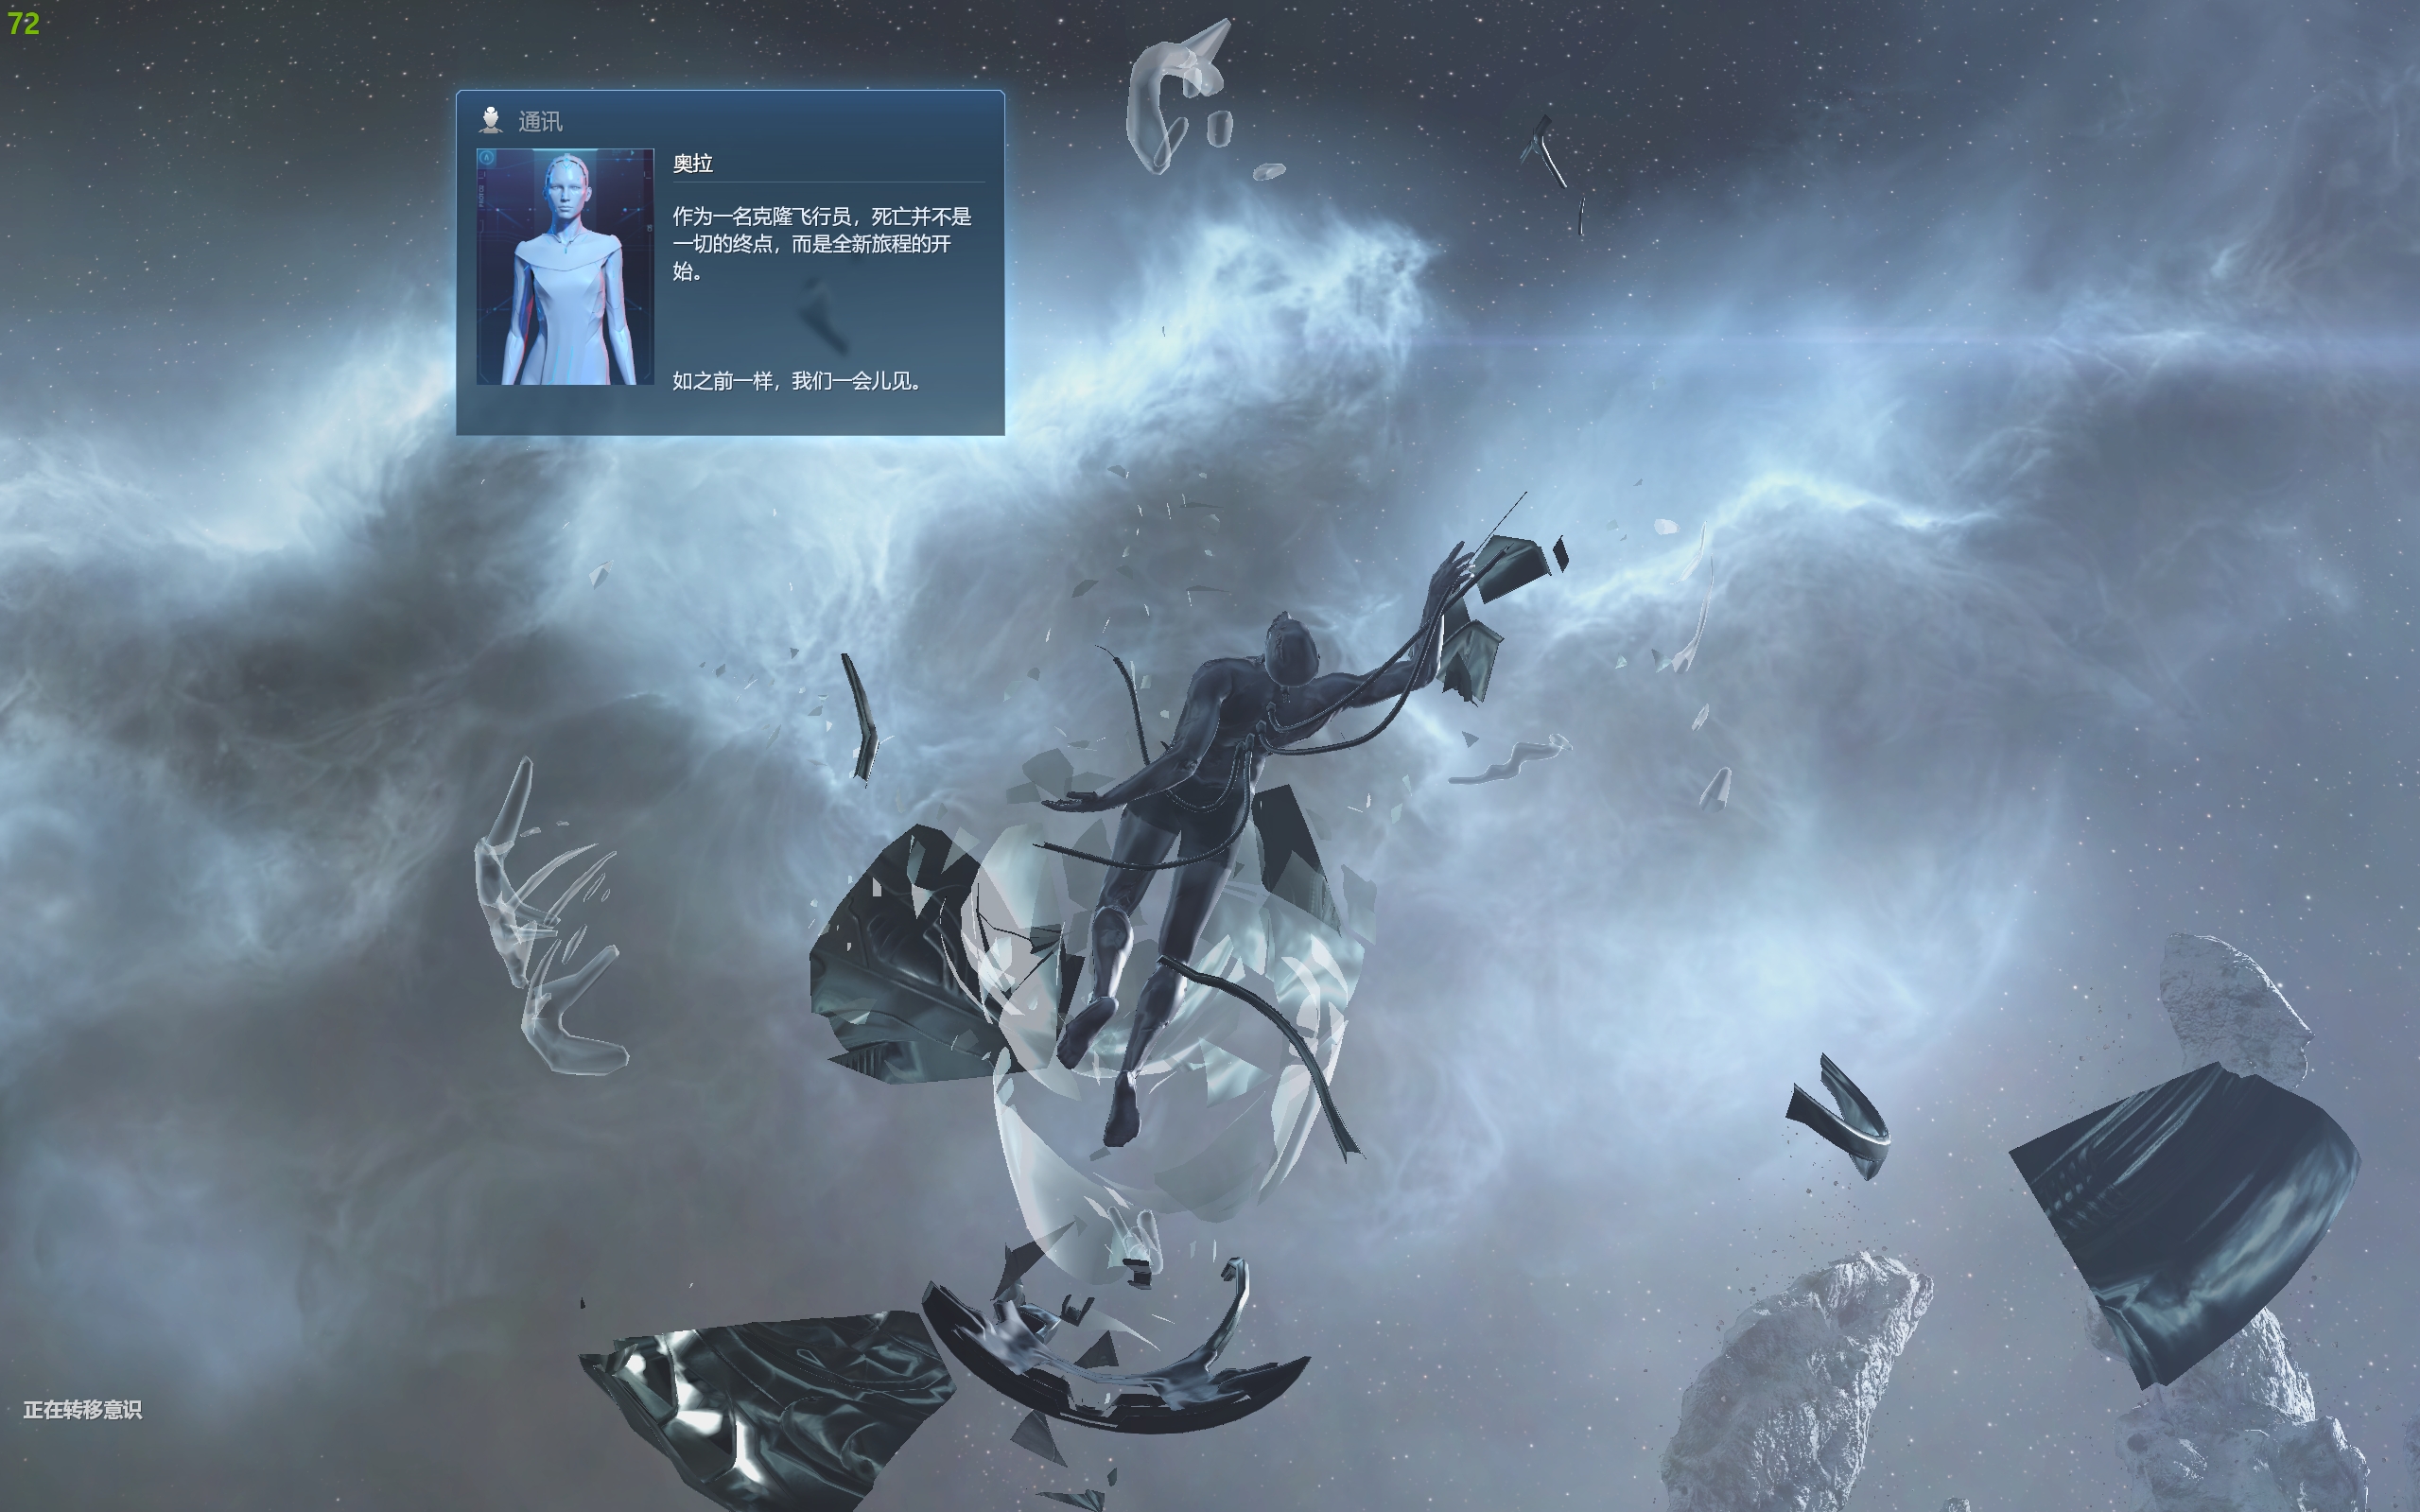 72
通讯
奥拉
作为一名克隆飞行员，死亡并不是
一切的终点，而是全新旅程的开
始。
如之前一样，我们一会儿见。
正在转移意识